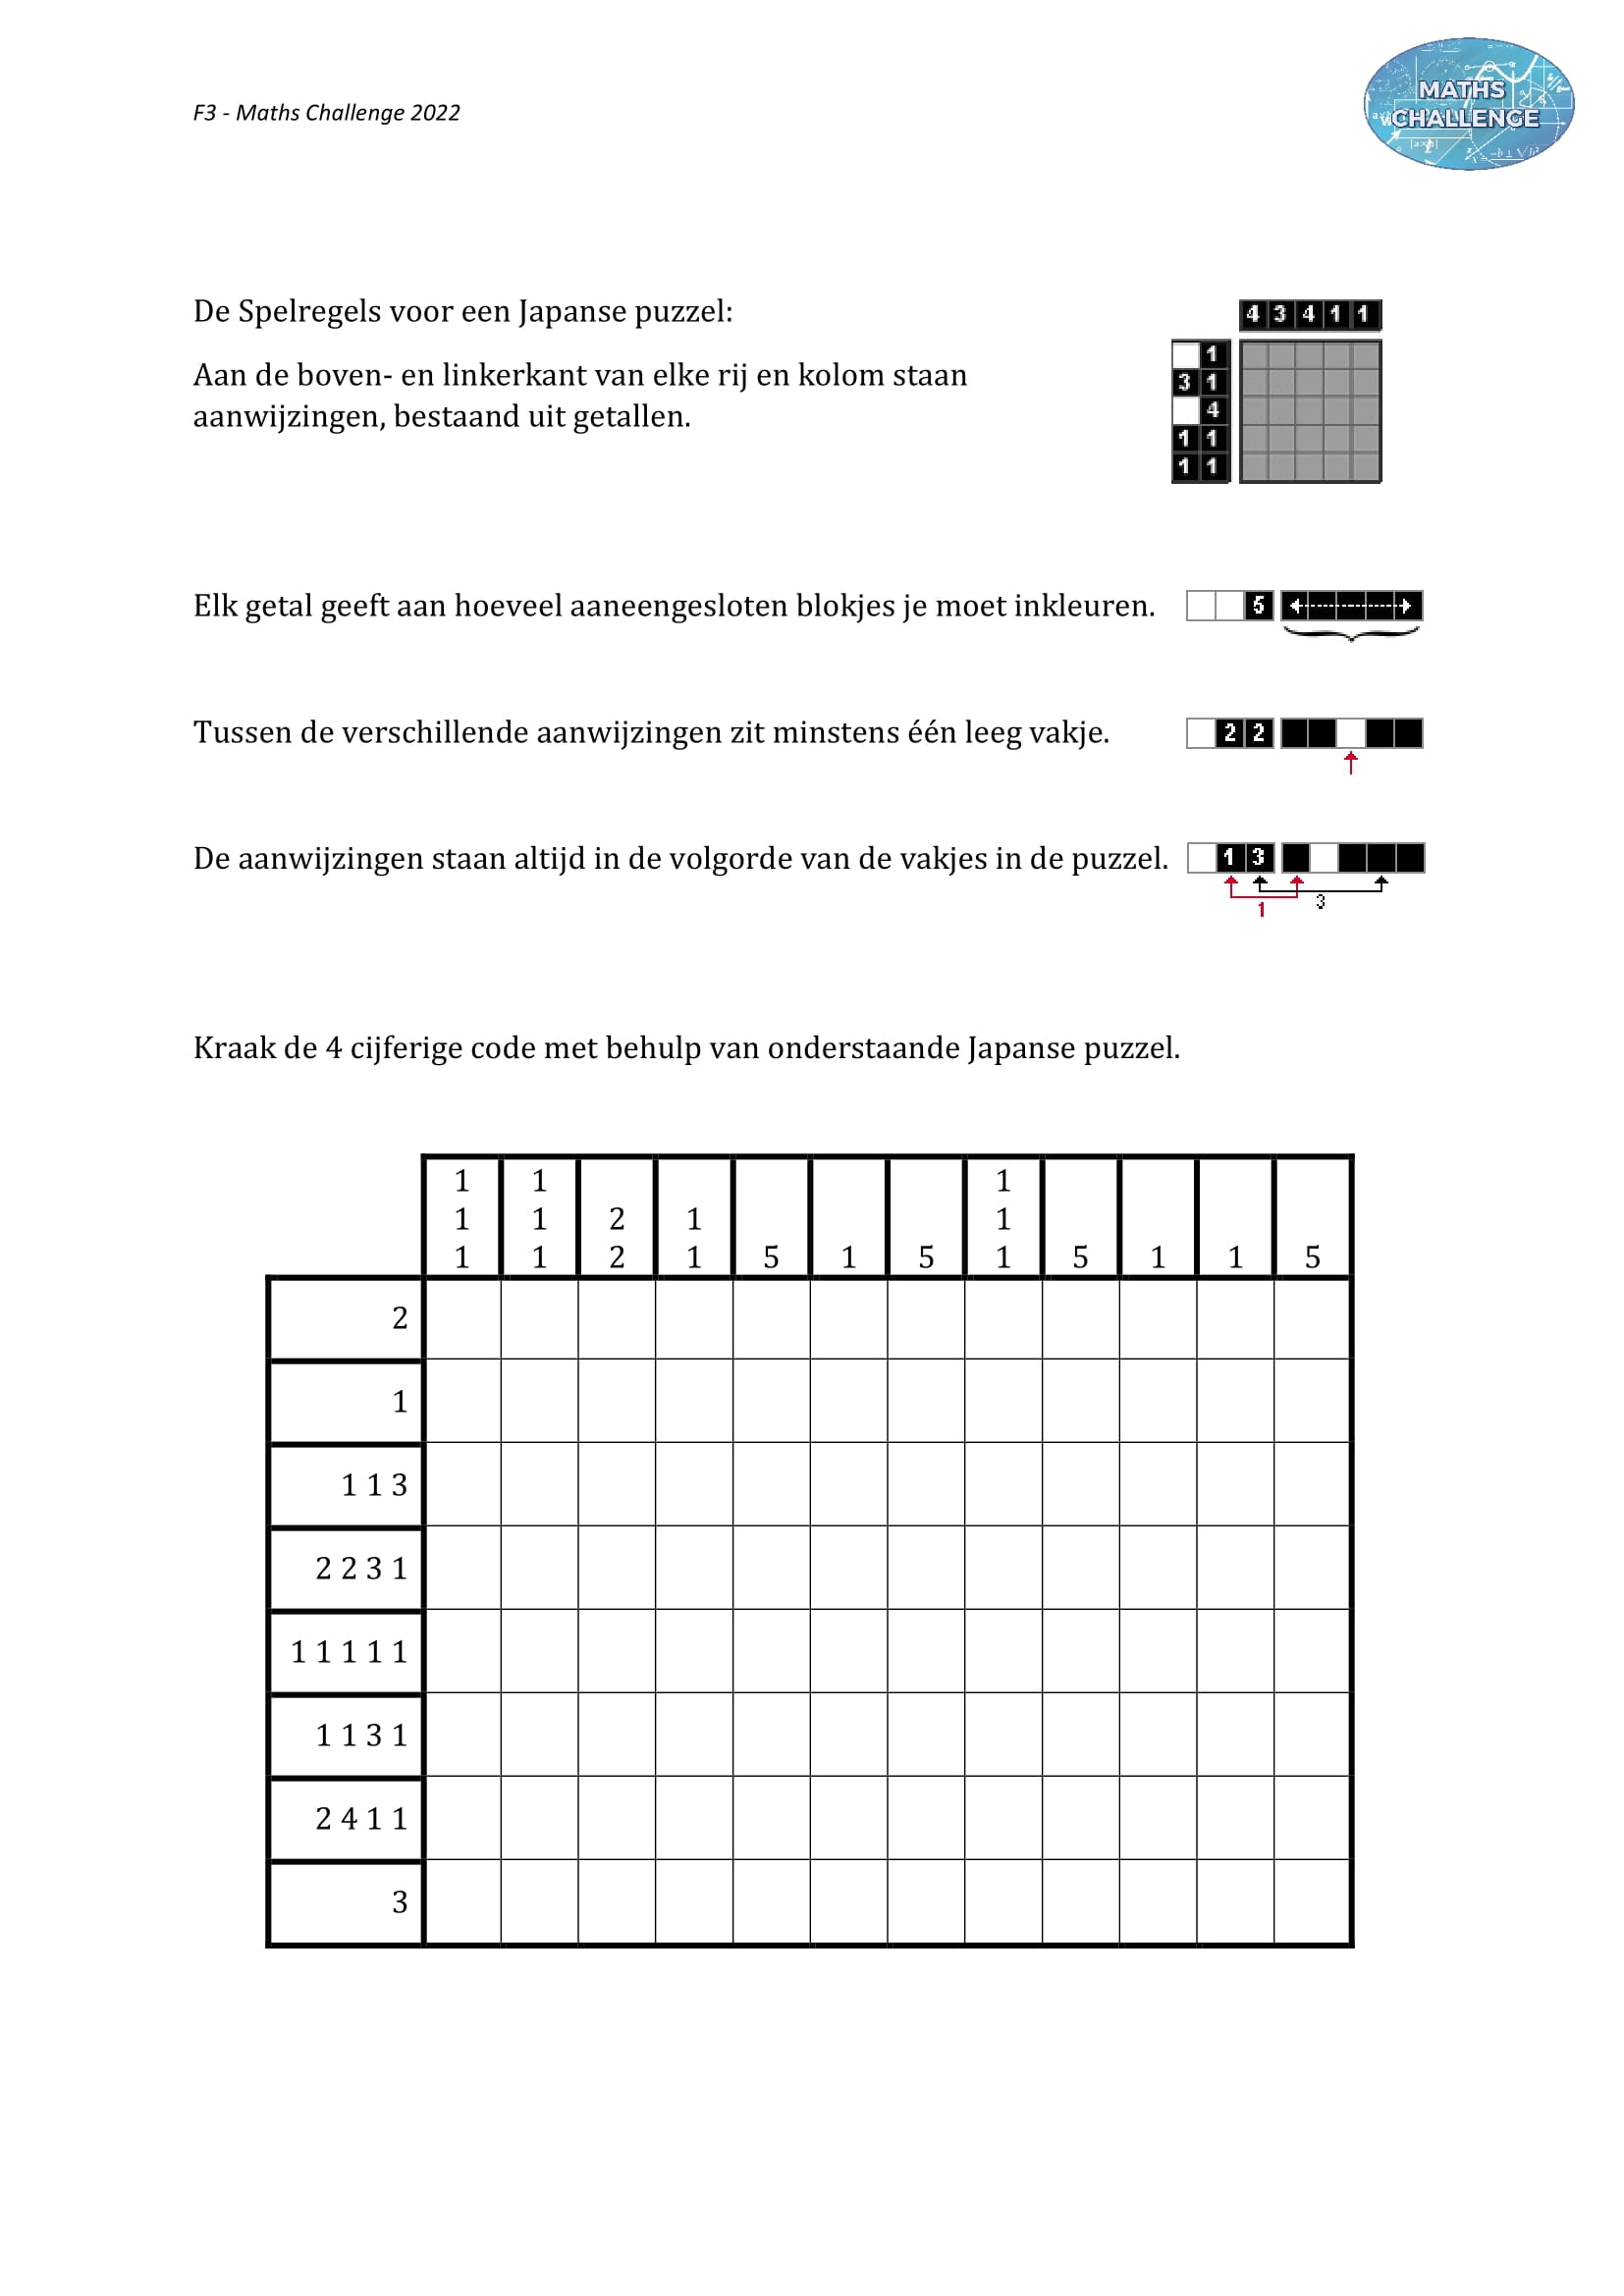 F3 - Maths Challenge 2022
MATHS
CHALLENGE
De Spelregels voor een Japanse puzzel:
4 3 4 1 1
Aan de boven- en linkerkant van elke rij en kolom staan
aanwijzingen, bestaand uit getallen.
1
3 1
4
1 1
1 1
Elk getal geeft aan hoeveel aaneengesloten blokjes je moet inkleuren.
5
Tussen de verschillende aanwijzingen zit minstens één leeg vakje.
2 2
De aanwijzingen staan altijd in de volgorde van de vakjes in de puzzel.
1 3
1 3
Kraak de 4 cijferige code met behulp van onderstaande Japanse puzzel.
1 1 1
1 1 2 1 1
1 1 2 1 5 1 5 1 5 1 1 5
2
1
1 1 3
2 2 3 1
1 1 1 1 1
1 1 3 1
2 4 1 1
3